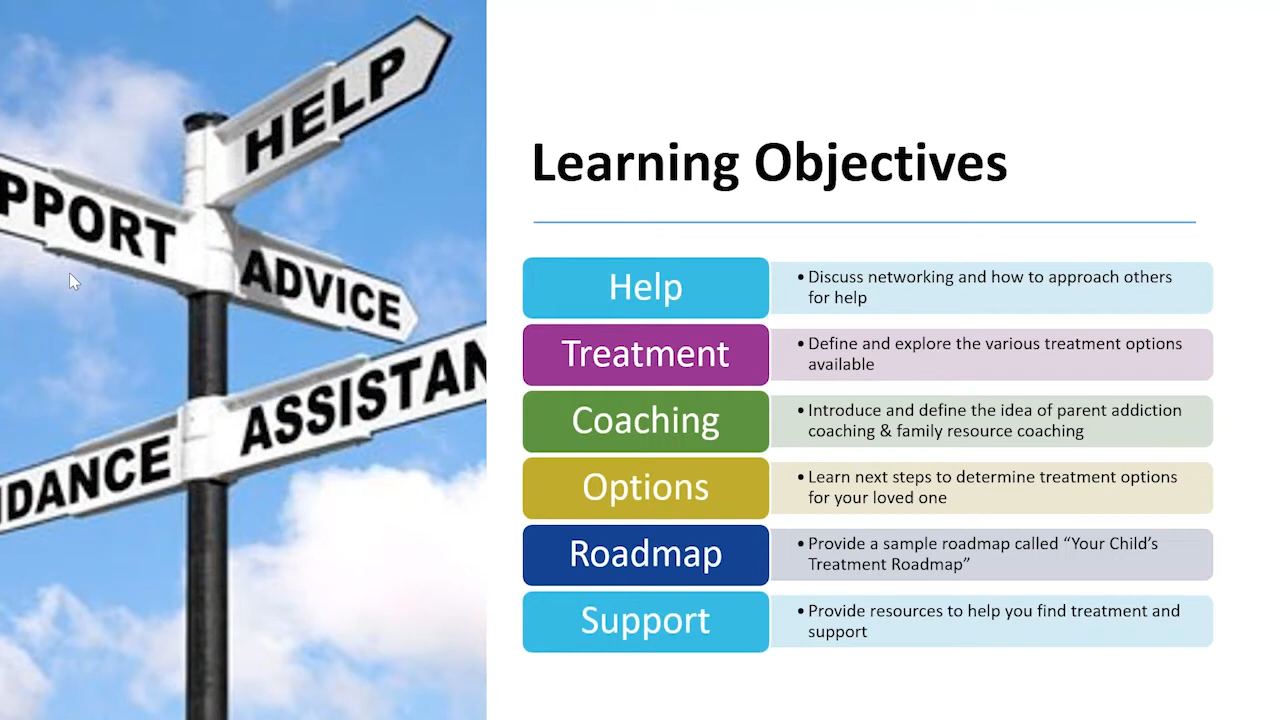 HELP
PPORT
ADVICE
ASSISTAN
IDANCE
Learning Objectives
Help
• Discuss networking and how to approach others
for help
Treatment
• Define and explore the various treatment options
available
Coaching
• Introduce and define the idea of parent addiction
coaching & family resource coaching
Options
• Learn next steps to determine treatment options
for your loved one
Roadmap
• Provide a sample roadmap called “Your Child’s
Treatment Roadmap”
Support
• Provide resources to help you find treatment and
support